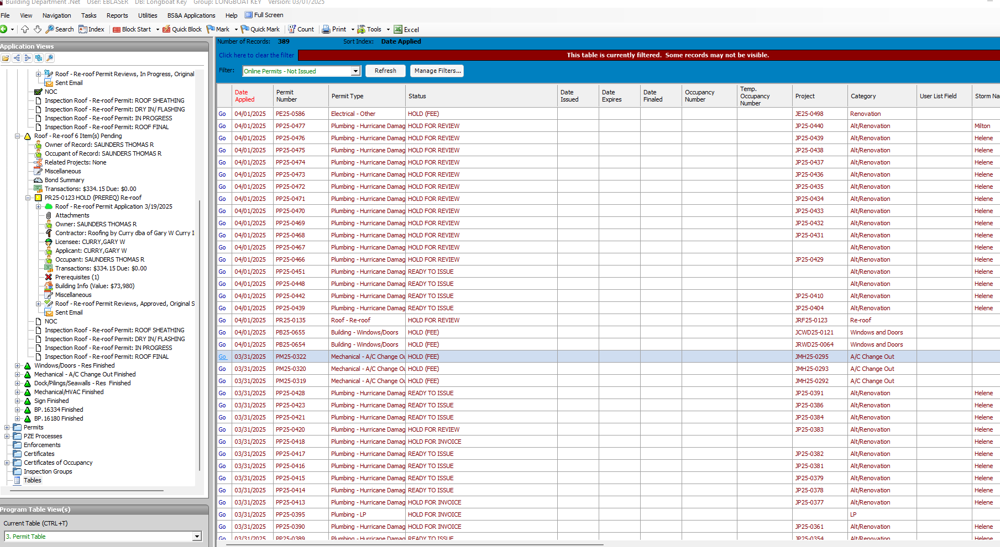 Building Department .Net User: EBLASER DB: Longboat Key Group: LONGBOAT KEY Version: 03/01/2025
File View Navigation Tasks Reports Utilities BS&A Applications Help Full Screen
Search Index Block Start Quick Block Mark Quick Mark Count Print Tools Excel
Application Views
Roof - Re-roof Permit Reviews, In Progress, Original
Sent Email
NOC
Inspection Roof - Re-roof Permit: ROOF SHEATHING
Inspection Roof - Re-roof Permit: DRY IN/ FLASHING
Inspection Roof - Re-roof Permit: IN PROGRESS
Inspection Roof - Re-roof Permit: ROOF FINAL
Roof - Re-roof 6 Item(s) Pending
Owner of Record: SAUNDERS THOMAS R
Occupant of Record: SAUNDERS THOMAS R
Related Projects: None
Miscellaneous
Bond Summary
Transactions: $334.15 Due: $0.00
PR25-0123 HOLD (PREREQ) Re-roof
Roof - Re-roof Permit Application 3/19/2025
Attachments
Owner: SAUNDERS THOMAS R
Contractor: Roofing by Curry dba of Gary W Curry I
Licensee: CURRY,GARY W
Applicant: CURRY,GARY W
Occupant: SAUNDERS THOMAS R
Transactions: $334.15 Due: $0.00
Prerequisites (1)
Building Info (Value: $73,980)
Miscellaneous
Roof - Re-roof Permit Reviews, Approved, Original S
Sent Email
NOC
Inspection Roof - Re-roof Permit: ROOF SHEATHING
Inspection Roof - Re-roof Permit: DRY IN/ FLASHING
Inspection Roof - Re-roof Permit: IN PROGRESS
Inspection Roof - Re-roof Permit: ROOF FINAL
Windows/Doors - Res Finished
Mechanical - A/C Change Out Finished
Dock/Pilings/Seawalls - Res Finished
Mechanical/HVAC Finished
Sign Finished
BP.16334 Finished
BP.16180 Finished
Permits
PZE Processes
Enforcements
Certificates
Certificates of Occupancy
Inspection Groups
Tables
Program Table View(s)
Current Table (CTRL+T)
3. Permit Table
Number of Records: 389 Sort Index: Date Applied
Click here to clear the filter This table is currently filtered. Some records may not be visible.
Filter: Online Permits - Not Issued Refresh Manage Filters...
Date Applied Permit Number Permit Type Status Date Issued Date Expires Date Finaled Occupancy Number Temp. Occupancy Number Project Category User List Field Storm Na
Go 04/01/2025 PE25-0586 Electrical - Other HOLD (FEE) JE25-0498 Renovation
Go 04/01/2025 PP25-0477 Plumbing - Hurricane Damag HOLD FOR REVIEW JP25-0440 Alt/Renovation Milton
Go 04/01/2025 PP25-0476 Plumbing - Hurricane Damag HOLD FOR REVIEW JP25-0439 Alt/Renovation Helene
Go 04/01/2025 PP25-0475 Plumbing - Hurricane Damag HOLD FOR REVIEW JP25-0438 Alt/Renovation Helene
Go 04/01/2025 PP25-0474 Plumbing - Hurricane Damag HOLD FOR REVIEW JP25-0437 Alt/Renovation Helene
Go 04/01/2025 PP25-0473 Plumbing - Hurricane Damag HOLD FOR REVIEW JP25-0436 Alt/Renovation Helene
Go 04/01/2025 PP25-0472 Plumbing - Hurricane Damag HOLD FOR REVIEW JP25-0435 Alt/Renovation Helene
Go 04/01/2025 PP25-0471 Plumbing - Hurricane Damag HOLD FOR REVIEW JP25-0434 Alt/Renovation Helene
Go 04/01/2025 PP25-0470 Plumbing - Hurricane Damag HOLD FOR REVIEW JP25-0433 Alt/Renovation Helene
Go 04/01/2025 PP25-0469 Plumbing - Hurricane Damag HOLD FOR REVIEW JP25-0432 Alt/Renovation Helene
Go 04/01/2025 PP25-0468 Plumbing - Hurricane Damag HOLD FOR REVIEW JP25-0431 Alt/Renovation Helene
Go 04/01/2025 PP25-0467 Plumbing - Hurricane Damag HOLD FOR REVIEW Alt/Renovation Helene
Go 04/01/2025 PP25-0466 Plumbing - Hurricane Damag HOLD FOR REVIEW JP25-0429 Alt/Renovation Helene
Go 04/01/2025 PP25-0451 Plumbing - Hurricane Damag READY TO ISSUE Alt/Renovation Helene
Go 04/01/2025 PP25-0448 Plumbing - Hurricane Damag READY TO ISSUE Alt/Renovation Helene
Go 04/01/2025 PP25-0442 Plumbing - Hurricane Damag READY TO ISSUE JP25-0410 Alt/Renovation Helene
Go 04/01/2025 PP25-0439 Plumbing - Hurricane Damag READY TO ISSUE JP25-0404 Alt/Renovation Helene
Go 04/01/2025 PR25-0135 Roof - Re-roof HOLD FOR REVIEW JRF25-0123 Re-roof
Go 04/01/2025 PB25-0655 Building - Windows/Doors HOLD (FEE) JCWD25-0121 Windows and Doors
Go 04/01/2025 PB25-0654 Building - Windows/Doors HOLD (FEE) JRWD25-0064 Windows and Doors
Go 03/31/2025 PM25-0322 Mechanical - A/C Change Ou HOLD (FEE) JMH25-0295 A/C Change Out
Go 03/31/2025 PM25-0320 Mechanical - A/C Change Ou HOLD (FEE) JMH25-0293 A/C Change Out
Go 03/31/2025 PM25-0319 Mechanical - A/C Change Ou HOLD (FEE) JMH25-0292 A/C Change Out
Go 03/31/2025 PP25-0428 Plumbing - Hurricane Damag READY TO ISSUE JP25-0391 Alt/Renovation Helene
Go 03/31/2025 PP25-0423 Plumbing - Hurricane Damag READY TO ISSUE JP25-0386 Alt/Renovation Helene
Go 03/31/2025 PP25-0421 Plumbing - Hurricane Damag READY TO ISSUE JP25-0384 Alt/Renovation Helene
Go 03/31/2025 PP25-0420 Plumbing - Hurricane Damag HOLD FOR REVIEW JP25-0383 Alt/Renovation Helene
Go 03/31/2025 PP25-0418 Plumbing - Hurricane Damag HOLD FOR INVOICE Alt/Renovation Helene
Go 03/31/2025 PP25-0417 Plumbing - Hurricane Damag READY TO ISSUE JP25-0382 Alt/Renovation Helene
Go 03/31/2025 PP25-0416 Plumbing - Hurricane Damag READY TO ISSUE JP25-0381 Alt/Renovation Helene
Go 03/31/2025 PP25-0415 Plumbing - Hurricane Damag READY TO ISSUE JP25-0379 Alt/Renovation Helene
Go 03/31/2025 PP25-0414 Plumbing - Hurricane Damag READY TO ISSUE JP25-0378 Alt/Renovation Helene
Go 03/31/2025 PP25-0413 Plumbing - Hurricane Damag HOLD FOR INVOICE JP25-0377 Alt/Renovation Helene
Go 03/31/2025 PP25-0395 Plumbing - LP HOLD FOR INVOICE LP
Go 03/31/2025 PP25-0390 Plumbing - Hurricane Damag HOLD FOR INVOICE JP25-0361 Alt/Renovation Helene
Go 03/31/2025 PP25-0389 Plumbing - Hurricane Damag READY TO ISSUE JP25-0354 Alt/Renovation Helene